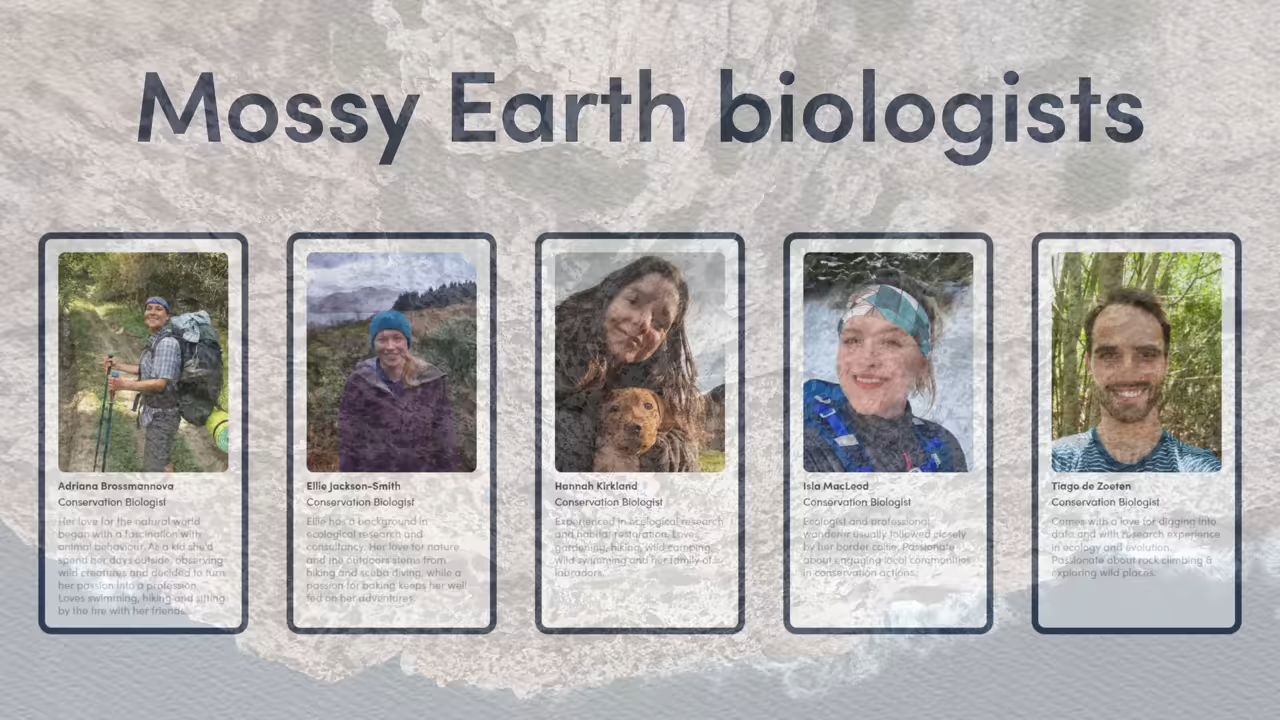 Mossy Earth biologists
Adriana Brossmannova
Conservation Biologist
Her love for the natural world
began with a fascination with
animal behaviour. As a kid she'd
spend her days outside, observing
wild creatures and decided to turn
her passion into a profession.
Loves swimming, hiking and sitting
by the fire with her friends.
Ellie Jackson-Smith
Conservation Biologist
Ellie has a background in
ecological research and
consultancy. Her love for nature
and the outdoors stems from
hiking and scuba diving, while a
passion for baking keeps her well
fed on her adventures.
Hannah Kirkland
Conservation Biologist
Experienced in ecological research
and habitat restoration. Loves
gardening, hiking, wild camping,
wild swimming and her family of
labradors.
Isla MacLeod
Conservation Biologist
Ecologist and professional
wanderer usually followed closely
by her border collie. Passionate
about engaging local communities
in conservation actions.
Tiago de Zoeten
Conservation Biologist
Comes with a love for digging into
data and with research experience
in ecology and evolution.
Passionate about rock climbing &
exploring wild places.